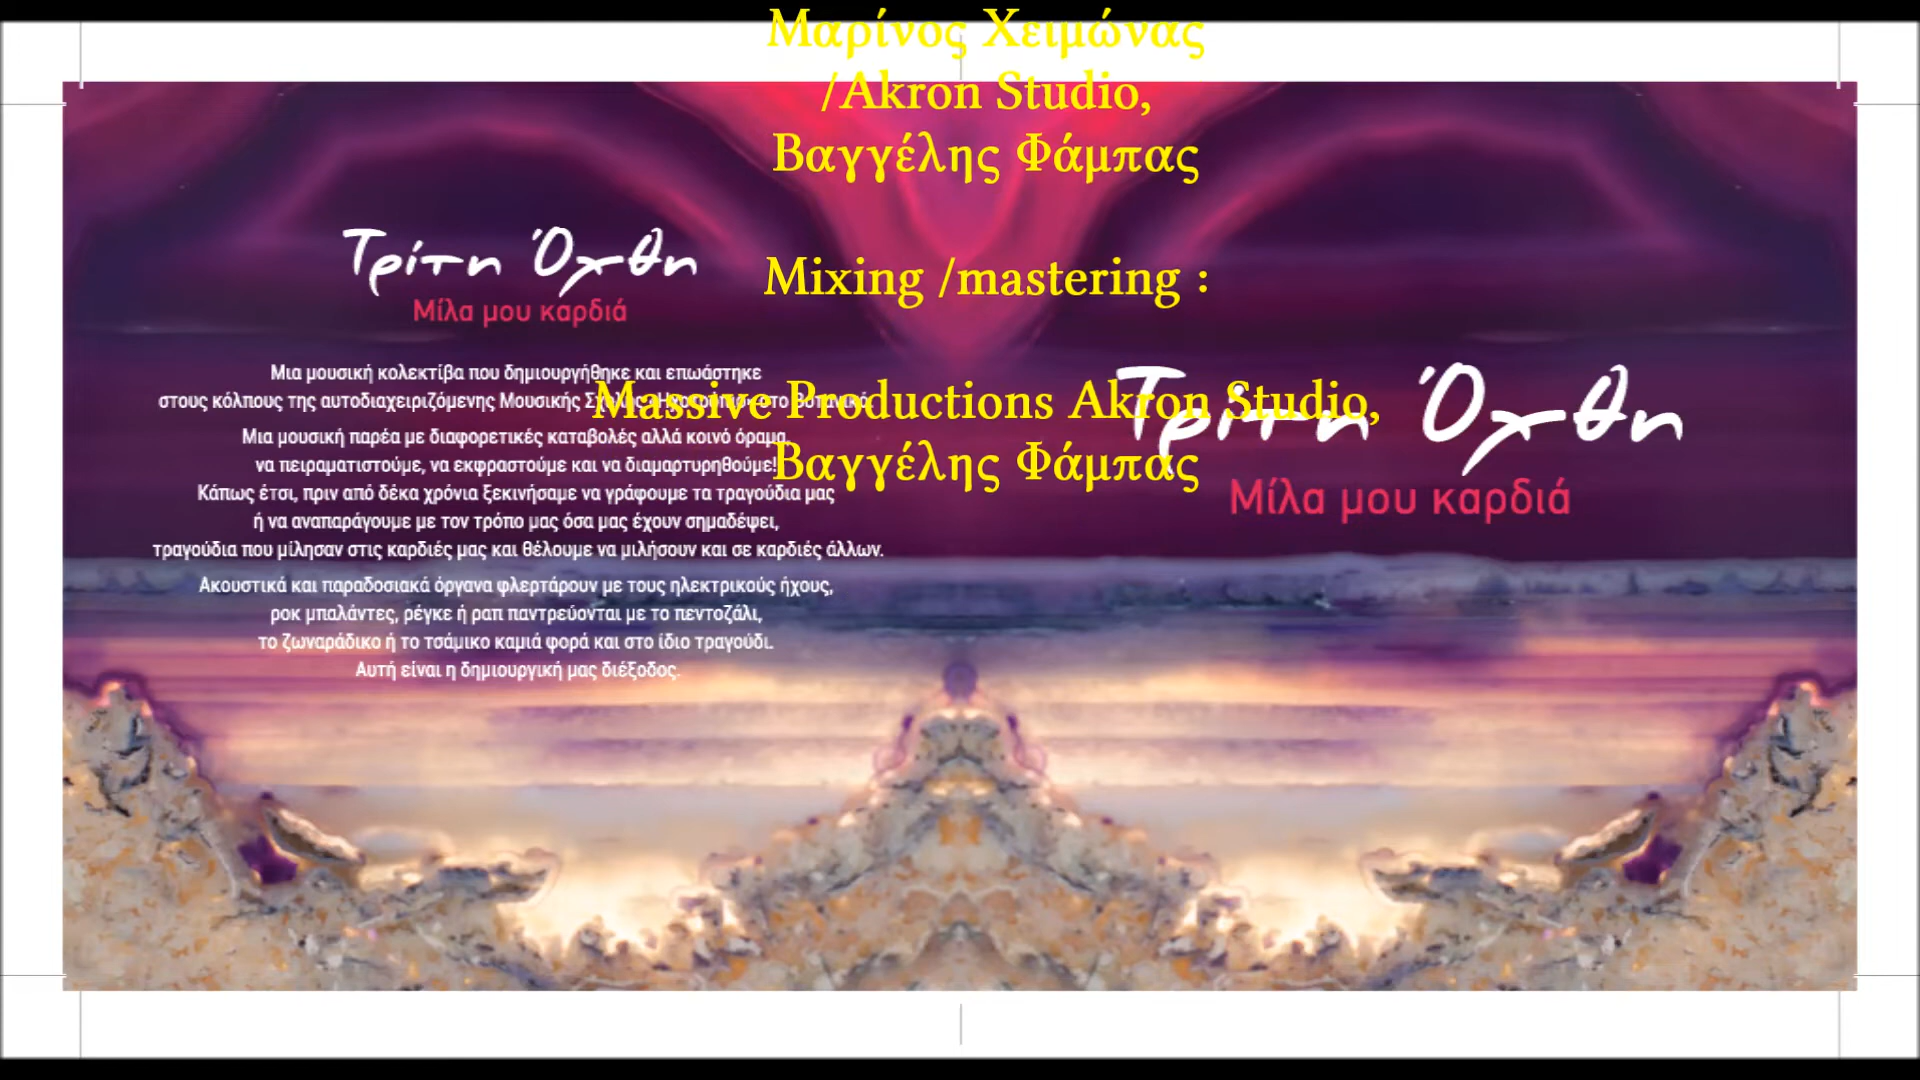 Μαρίνος Χειμώνας
/Akron Studio,
Βαγγέλης Φάμπας
Mixing /mastering :
Massive Productions Akron Studio,
Βαγγέλης Φάμπας
Τρίτη Όχθη
Μίλα μου καρδιά
Μια μουσική κολεκτίβα που δημιουργήθηκε και επωάστηκε
στους κόλπους της αυτοδιαχειριζόμενης Μουσικής
Μια μουσική παρέα με διαφορετικές καταβολές αλλά κοινό όραμα,
να πειραματιστούμε, να εκφραστούμε και να διαμαρτυρηθούμε!
Κάπως έτσι, πριν από δέκα χρόνια ξεκινήσαμε να γράφουμε τα τραγούδια μας
ή να αναπαράγουμε με τον τρόπο μας όσα μας έχουν σημαδέψει,
τραγούδια που μίλησαν στις καρδιές μας και θέλουμε να μιλήσουν και σε καρδιές άλλων.
Ακουστικά και παραδοσιακά όργανα φλερτάρουν με τους ηλεκτρικούς ήχους,
ροκ μπαλάντες, ρέγκε ή ραπ παντρεύονται με το πεντοζάλι,
το ζωναράδικο ή το τσάμικο καμιά φορά και στο ίδιο τραγούδι.
Αυτή είναι η δημιουργική μας διέξοδος.
Τρίτη Όχθη
Μίλα μου καρδιά